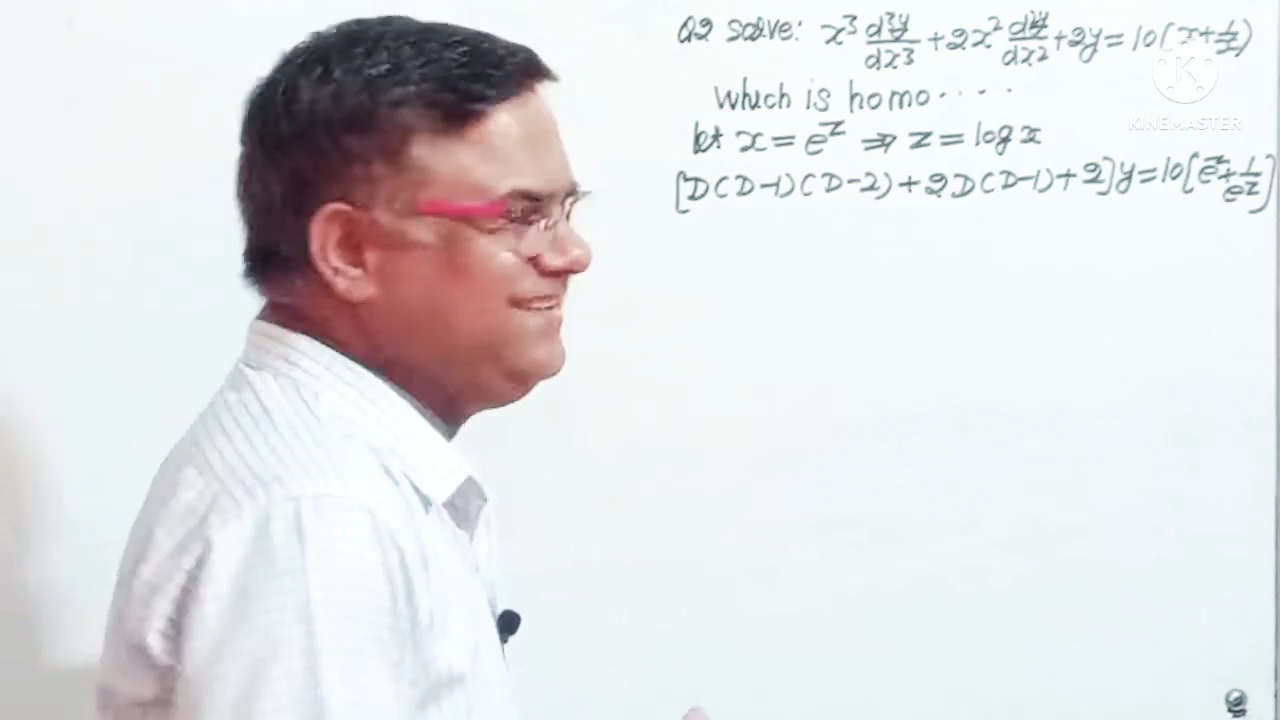 Q2 solve: x³ d³y/dx³ + 2x² d²y/dx² + 2y = 10(x + 1/x)
K
KINEMASTER
Which is homo.....
let x = e^z ⇒ z = log x
[D(D-1)(D-2) + 2D(D-1) + 2]y = 10[e^z + 1/e^z]